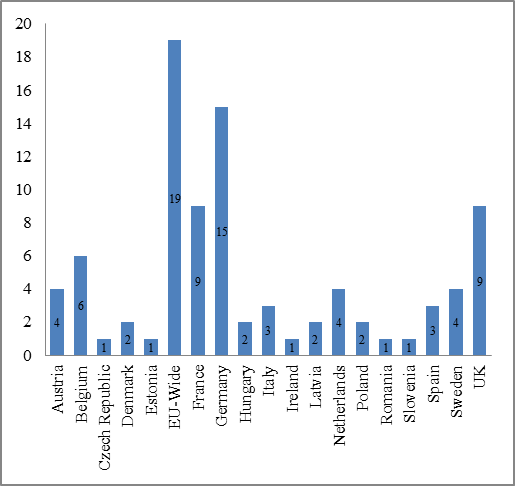 20
18
16
14
12
10
8
6
4
2
0
4
6
1
2
1
19
9
15
2
3
1
2
4
2
1
1
3
4
9
Austria
Belgium
Czech Republic
Denmark
Estonia
EU-Wide
France
Germany
Hungary
Italy
Ireland
Latvia
Netherlands
Poland
Romania
Slovenia
Spain
Sweden
UK